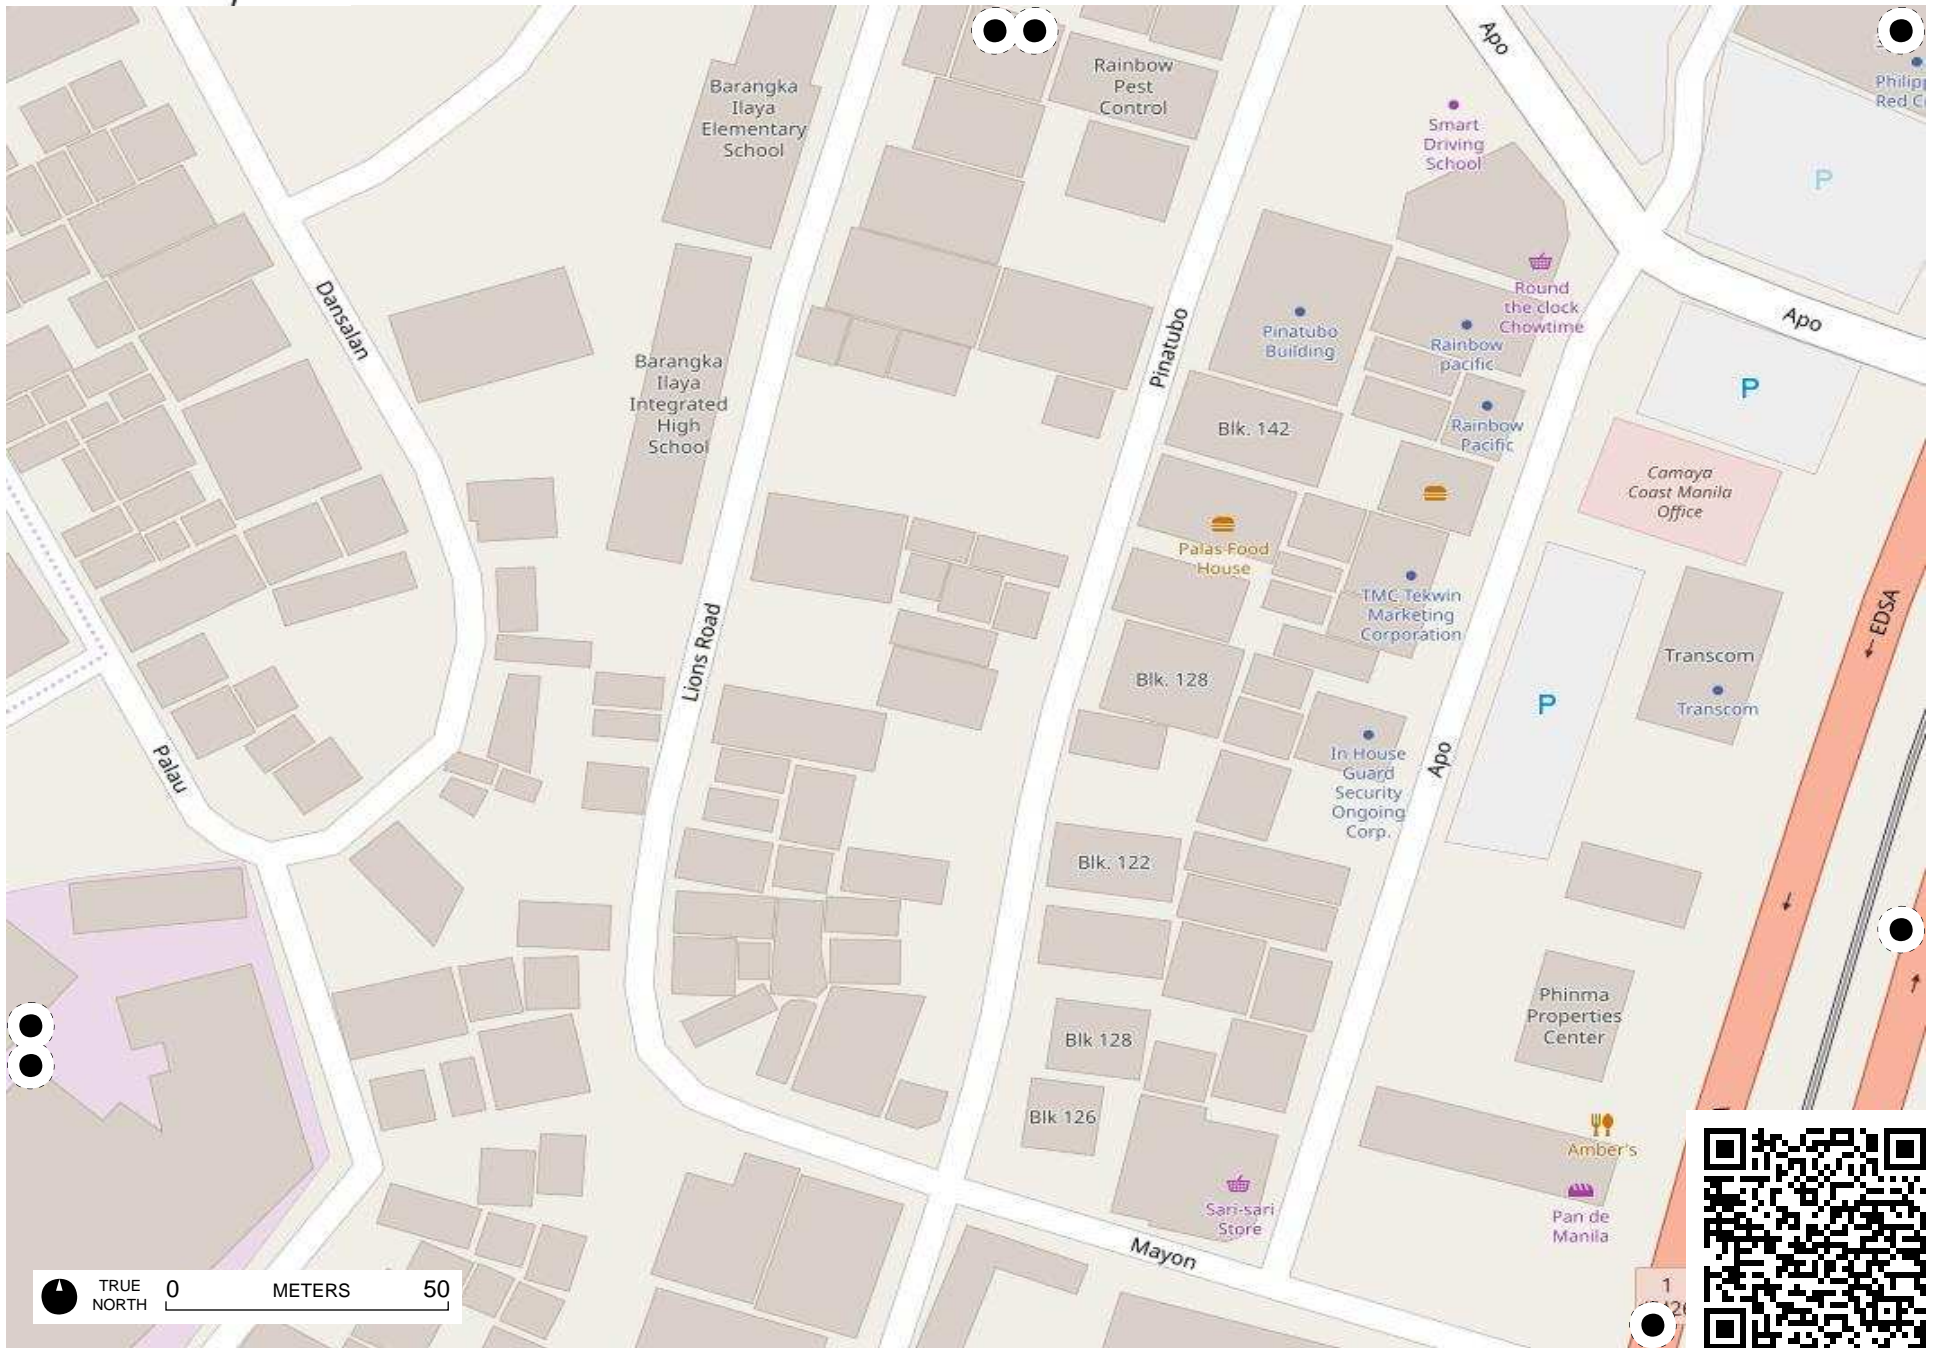 Apo
Rainbow
Pest
Control
Barangka
Ilaya
Elementary
School
Smart
Driving
School
P
Round
the clock
Chowtime
Dansalan
Pinatubo
Pinatubo
Building
Rainbow
pacific
Apo
P
Barangka
Ilaya
Integrated
High
School
Blk. 142
Rainbow
Pacific
Camaya
Coast Manila
Office
Palas Food
House
TMC Tekwin
Marketing
Corporation
←EDSA
Lions Road
Transcom
Transcom
Blk. 128
P
Palau
In House
Guard
Security
Ongoing
Corp.
Apo
Blk. 122
Phinma
Properties
Center
Blk 128
Blk 126
Amber's
Sari-sari
Store
Pan de
Manila
Mayon
TRUE
NORTH
0 METERS 50
1